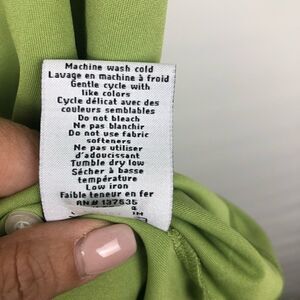 Machine wash cold
Lavage en machine à froid
Gentle cycle with
like colors
Cycle délicat avec des
couleurs semblables
Do not bleach
Ne pas blanchir
Do not use fabric
softeners
Ne pas utiliser
d'adoucissant
Tumble dry low
Sécher à basse
température
Low iron
Faible teneur en fer
RN# 137535